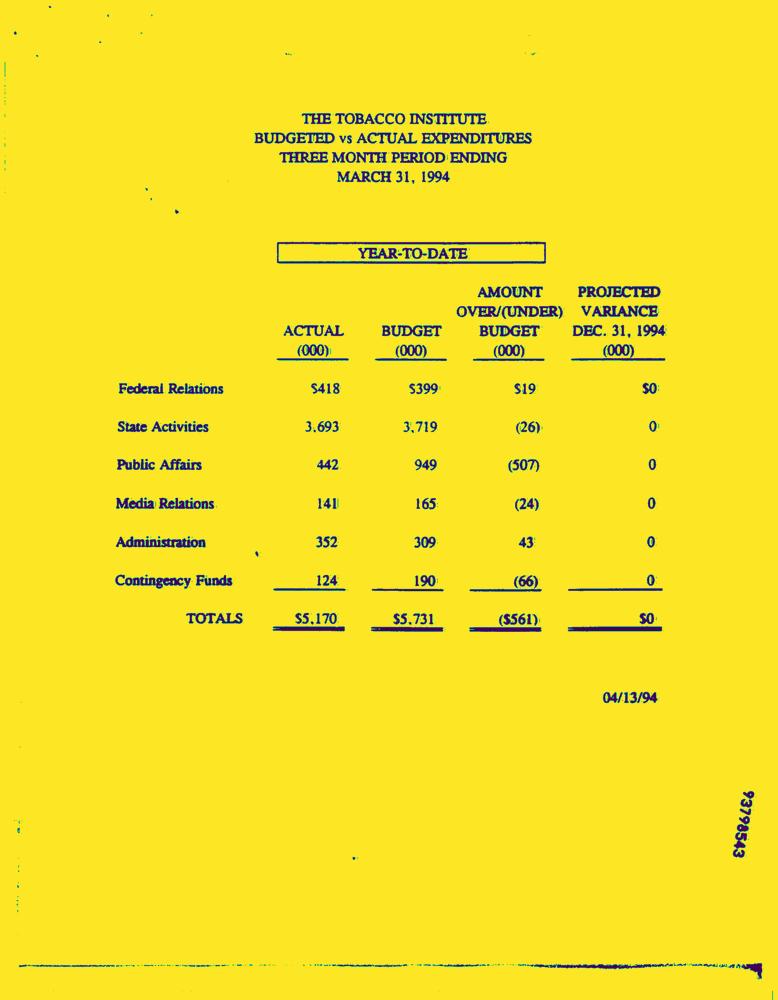 THE TOBACCO INSTITUTE
BUDGETED vs ACTUAL EXPENDITURES
THREE MONTH PERIOD ENDING
MARCH 31, 1994
YEAR-TO-DATE
AMOUNT PROJECTED
OVER/(UNDER) VARIANCE
ACTUAL BUDGET BUDGET DEC. 31, 1994
(000) (000) (000) (000)
Federal Relations $418 $399 $19 $0
State Activities 3,693 3,719 (26) 0
Public Affairs 442 949 (507) 0
Media Relations 141 165 (24) 0
Administration 352 309 43 0
Contingency Funds 124 190 (66) 0
TOTALS $5,170 $5,731 ($561) $0
04/13/94
93798543